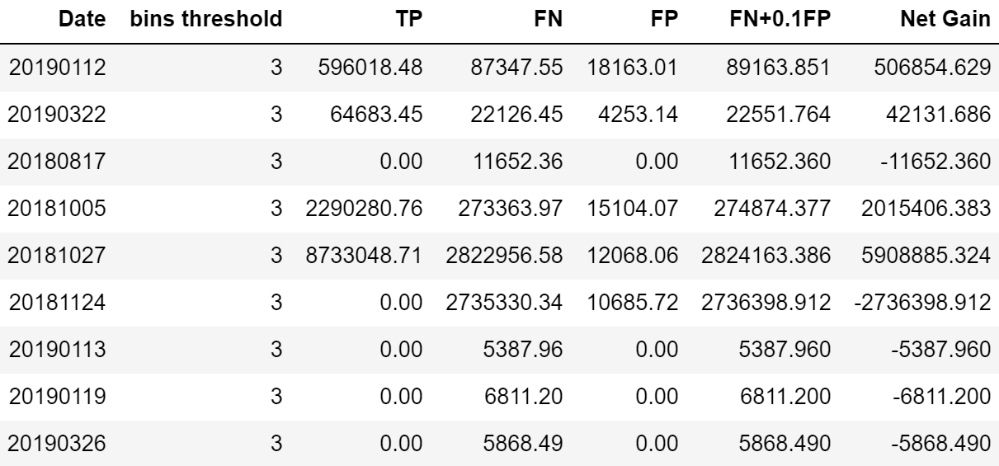 Date bins threshold TP FN FP FN+0.1FP Net Gain
20190112 3 596018.48 87347.55 18163.01 89163.851 506854.629
20190322 3 64683.45 22126.45 4253.14 22551.764 42131.686
20180817 3 0.00 11652.36 0.00 11652.360 -11652.360
20181005 3 2290280.76 273363.97 15104.07 274874.377 2015406.383
20181027 3 8733048.71 2822956.58 12068.06 2824163.386 5908885.324
20181124 3 0.00 2735330.34 10685.72 2736398.912 -2736398.912
20190113 3 0.00 5387.96 0.00 5387.960 -5387.960
20190119 3 0.00 6811.20 0.00 6811.200 -6811.200
20190326 3 0.00 5868.49 0.00 5868.490 -5868.490